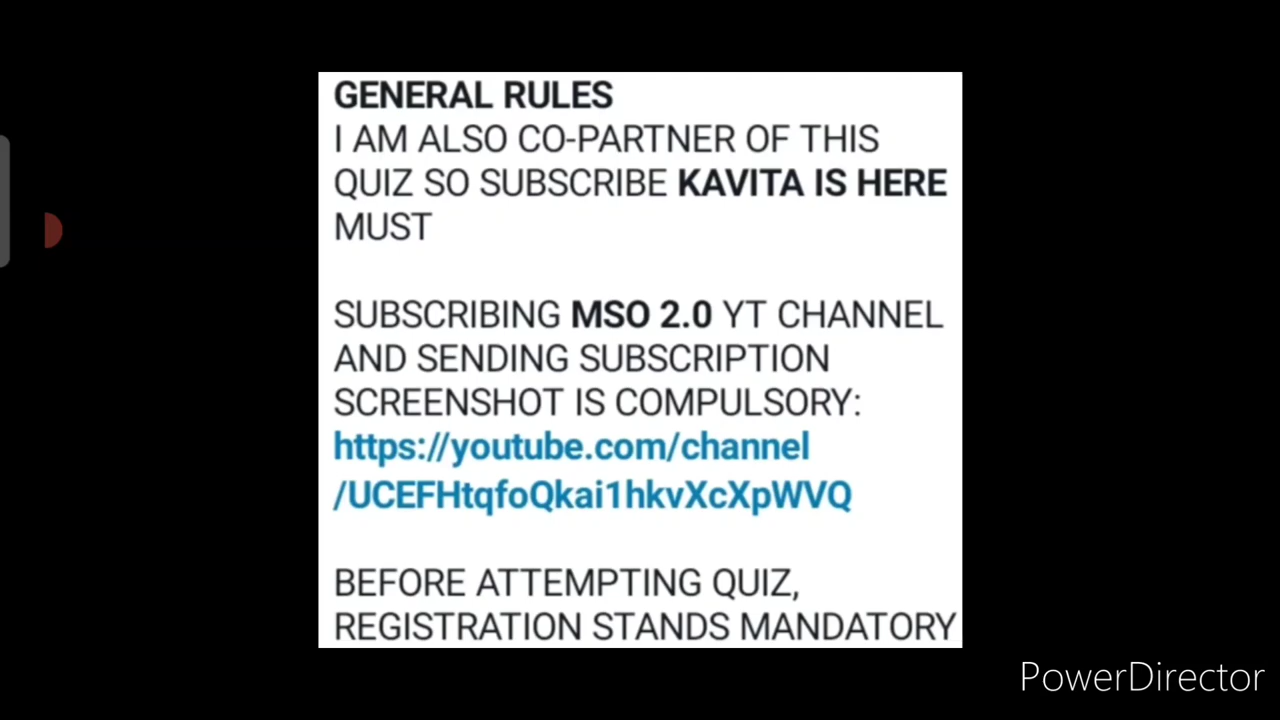 GENERAL RULES
I AM ALSO CO-PARTNER OF THIS
QUIZ SO SUBSCRIBE KAVITA IS HERE
MUST
SUBSCRIBING MSO 2.0 YT CHANNEL
AND SENDING SUBSCRIPTION
SCREENSHOT IS COMPULSORY:
https://youtube.com/channel
/UCEFHtqfoQkai1hkvXcXpWVQ
BEFORE ATTEMPTING QUIZ,
REGISTRATION STANDS MANDATORY
PowerDirector